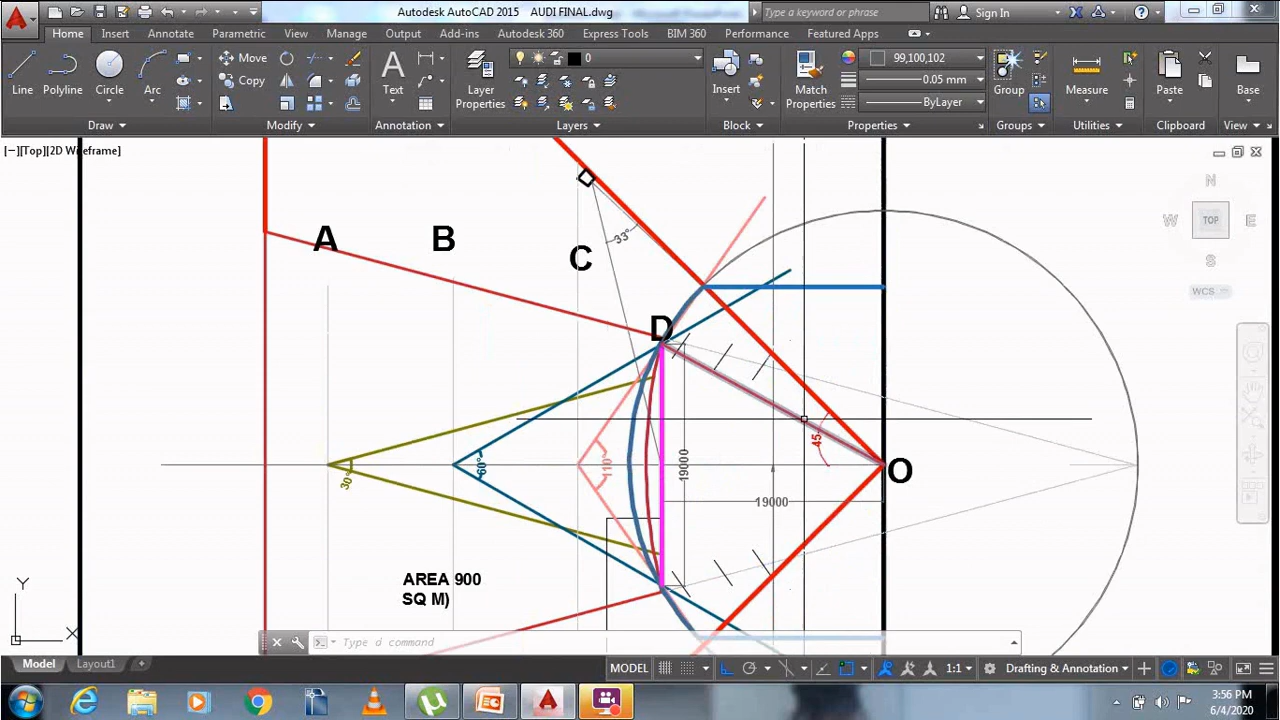 Autodesk AutoCAD 2015 AUDI FINAL.dwg
Type a keyword or phrase
Sign In
Home Insert Annotate Parametric View Manage Output Add-ins Autodesk 360 Express Tools BIM 360 Performance Featured Apps
Line
Polyline
Circle
Arc
Draw
Move
Copy
Modify
Text
Annotation
Layer
Properties
0
Layers
Insert
Block
Match
Properties
99,100,102
0.05 mm
ByLayer
Properties
Group
Groups
Measure
Utilities
Paste
Clipboard
Base
View
[−][Top][2D Wireframe]
N
W TOP E
S
WCS
A
B
C
33°
D
45
O
30°
60°
110°
19000
19000
AREA 900
SQ M)
Y
X
Type d command
Model Layout1
MODEL
1:1
Drafting & Annotation
3:56 PM
6/4/2020